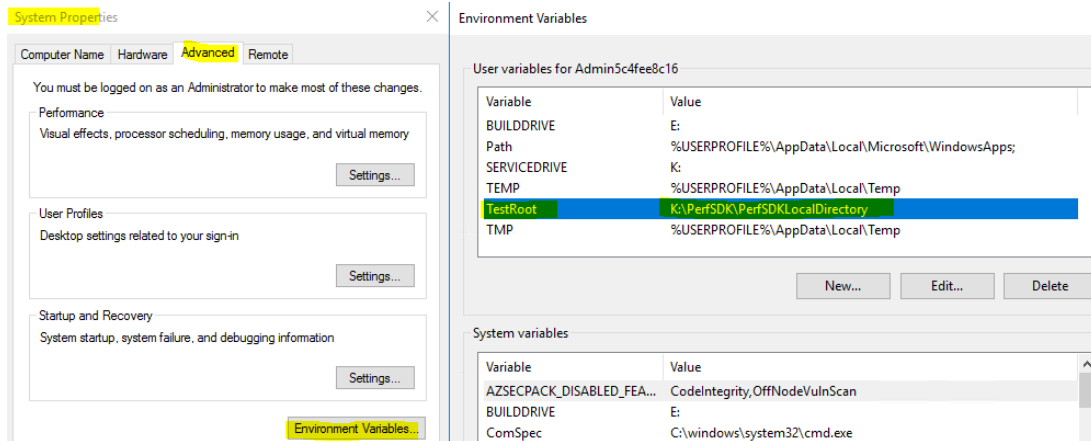 System Properties
Computer Name Hardware Advanced Remote
You must be logged on as an Administrator to make most of these changes.
Performance
Visual effects, processor scheduling, memory usage, and virtual memory
Settings...
User Profiles
Desktop settings related to your sign-in
Settings...
Startup and Recovery
System startup, system failure, and debugging information
Settings...
Environment Variables...
Environment Variables
User variables for Admin5c4fee8c16
Variable Value
BUILDDRIVE E:
Path %USERPROFILE%\AppData\Local\Microsoft\WindowsApps;
SERVICEDRIVE K:
TEMP %USERPROFILE%\AppData\Local\Temp
TestRoot K:\PerfSDK\PerfSDKLocalDirectory
TMP %USERPROFILE%\AppData\Local\Temp
New... Edit... Delete
System variables
Variable Value
AZSECPACK_DISABLED_FEA... CodeIntegrity,OffNodeVulnScan
BUILDDRIVE E:
ComSpec C:\windows\system32\cmd.exe